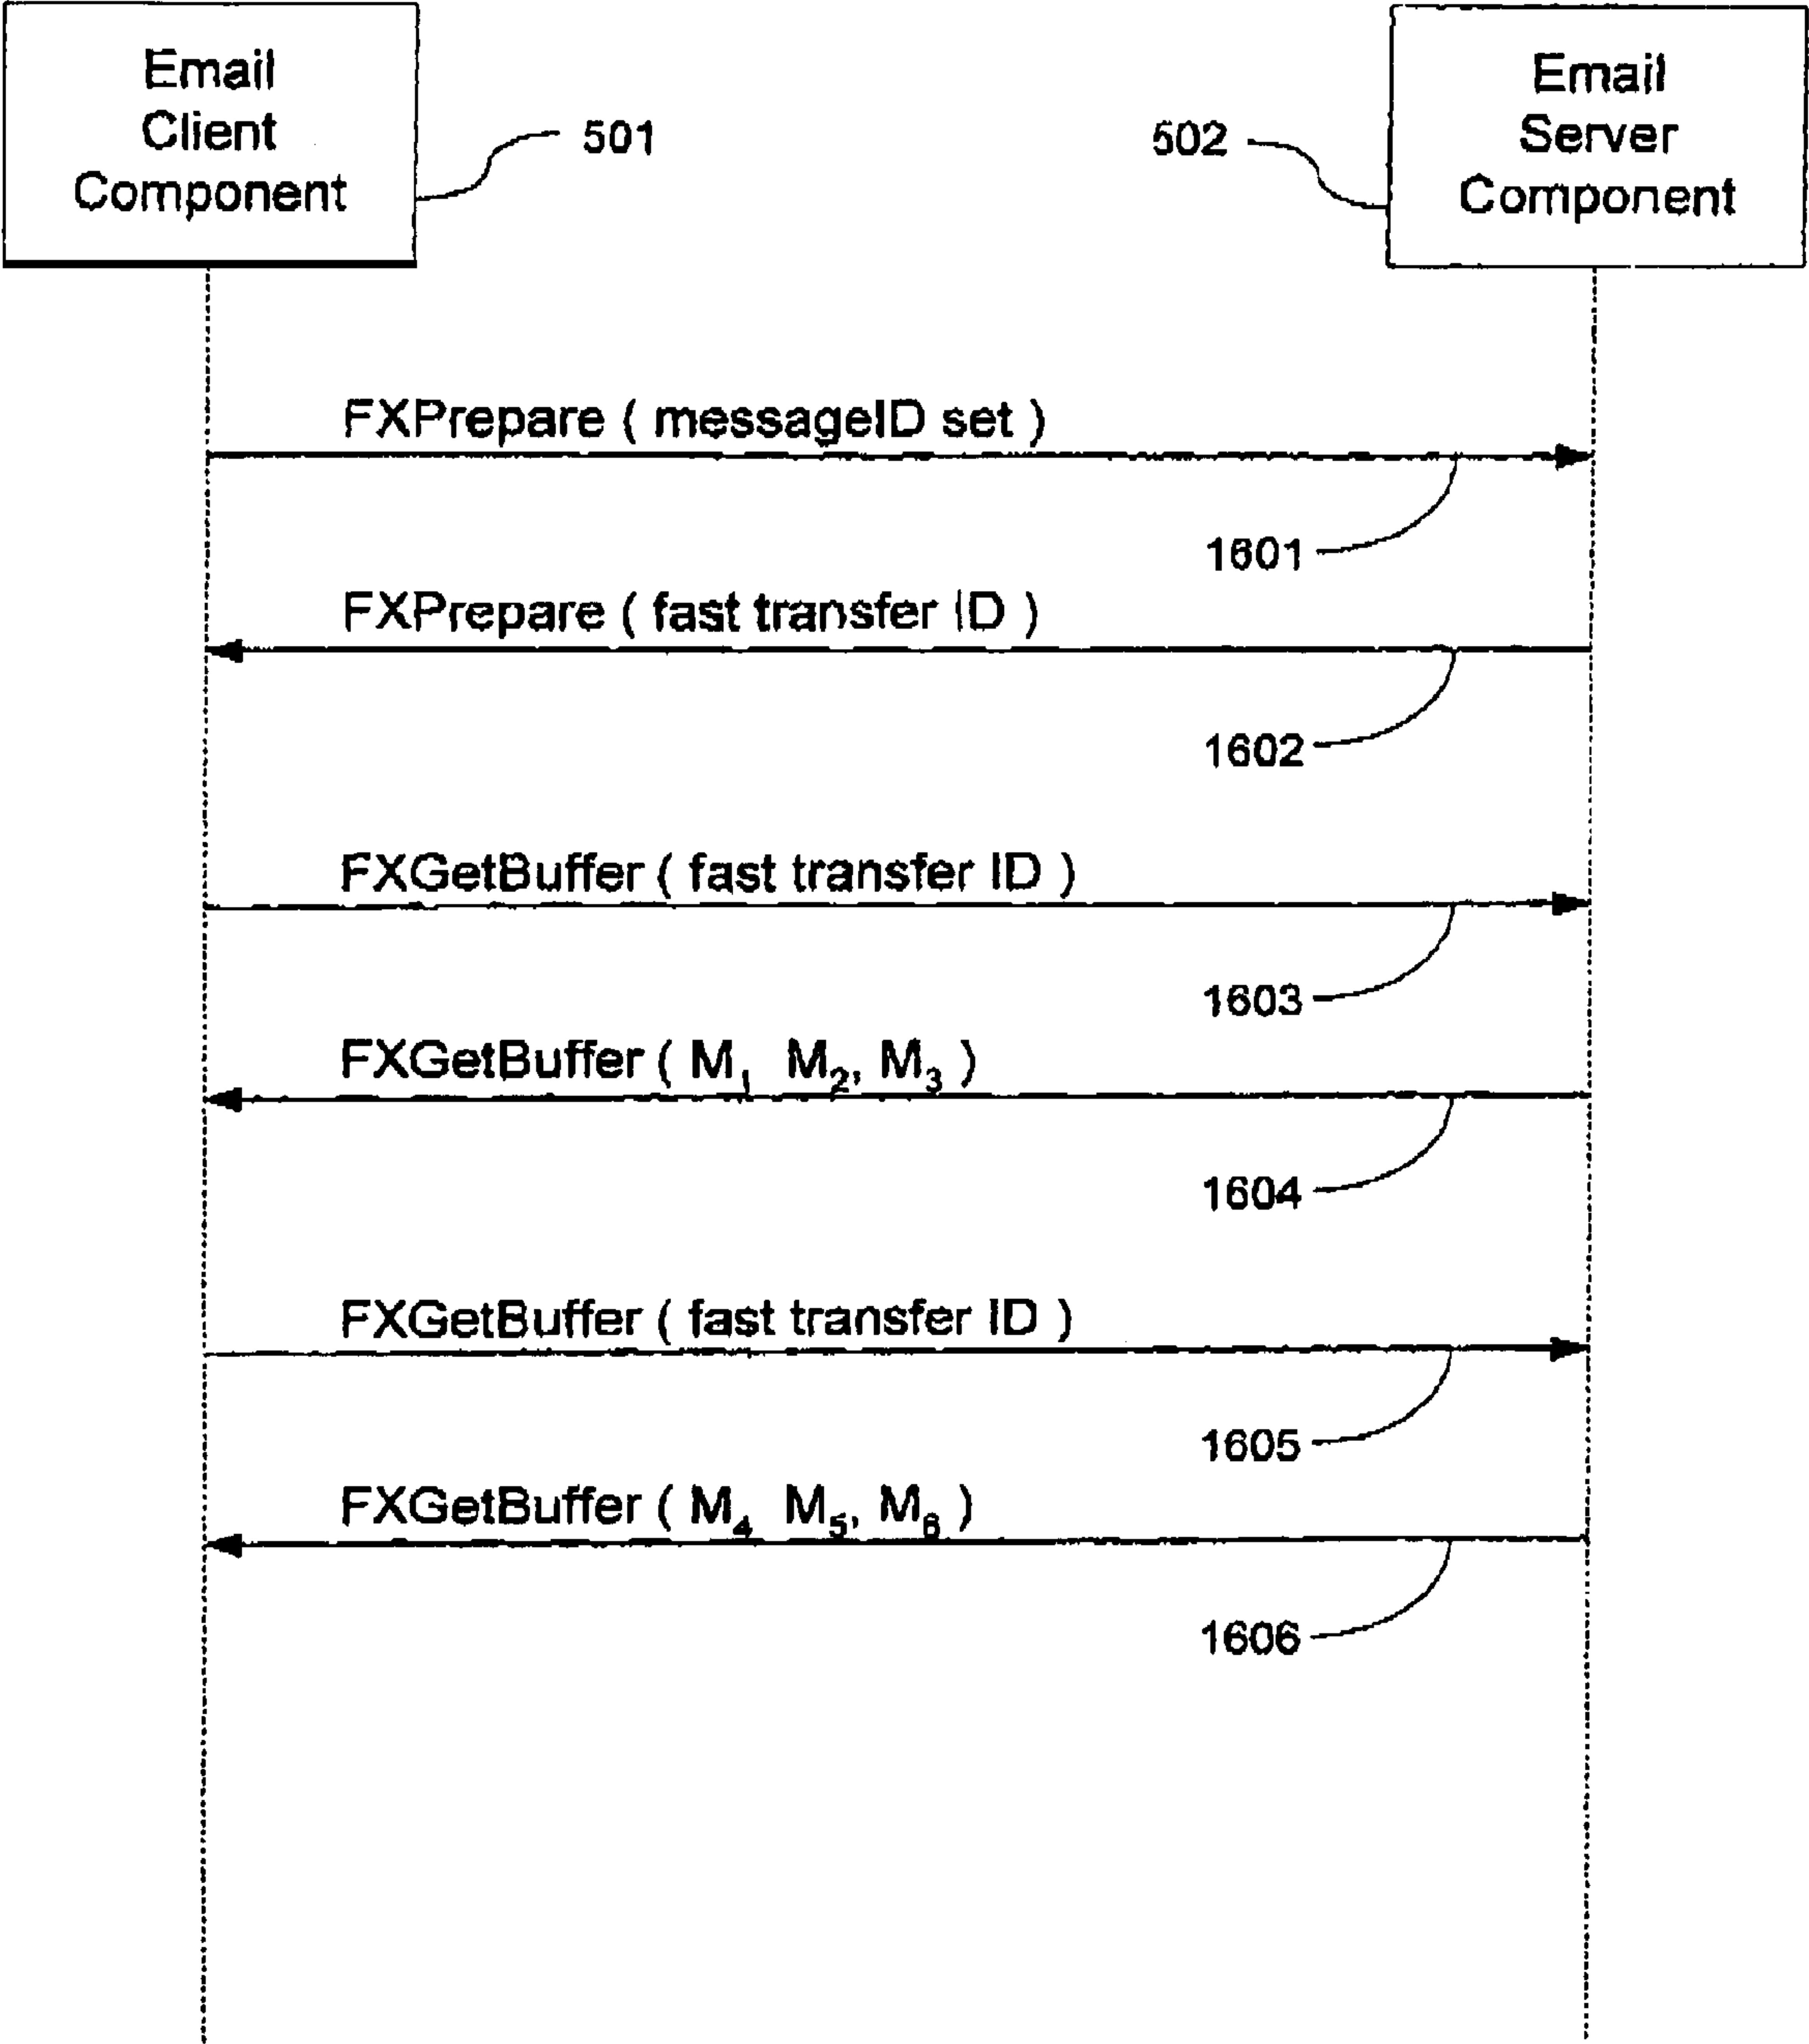 Email
Client
Component
501
502
Email
Server
Component
FXPrepare ( messageID set )
1601
FXPrepare ( fast transfer ID )
1602
FXGetBuffer ( fast transfer ID )
1603
FXGetBuffer ( M₁ M₂, M₃ )
1604
FXGetBuffer ( fast transfer ID )
1605
FXGetBuffer ( M₄ M₅, M₆ )
1606